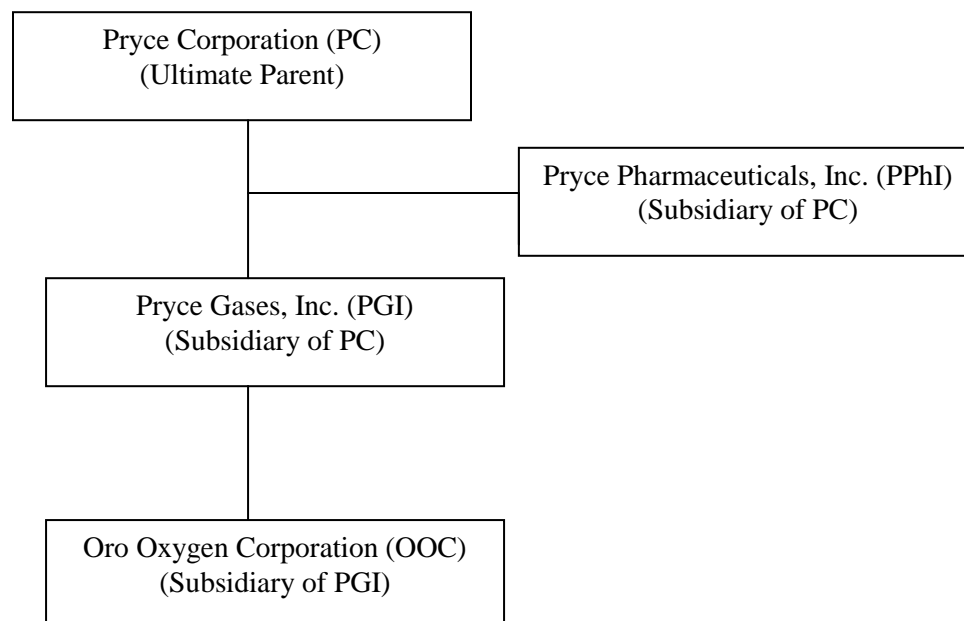 Pryce Corporation (PC)
(Ultimate Parent)
Pryce Pharmaceuticals, Inc. (PPhI)
(Subsidiary of PC)
Pryce Gases, Inc. (PGI)
(Subsidiary of PC)
Oro Oxygen Corporation (OOC)
(Subsidiary of PGI)